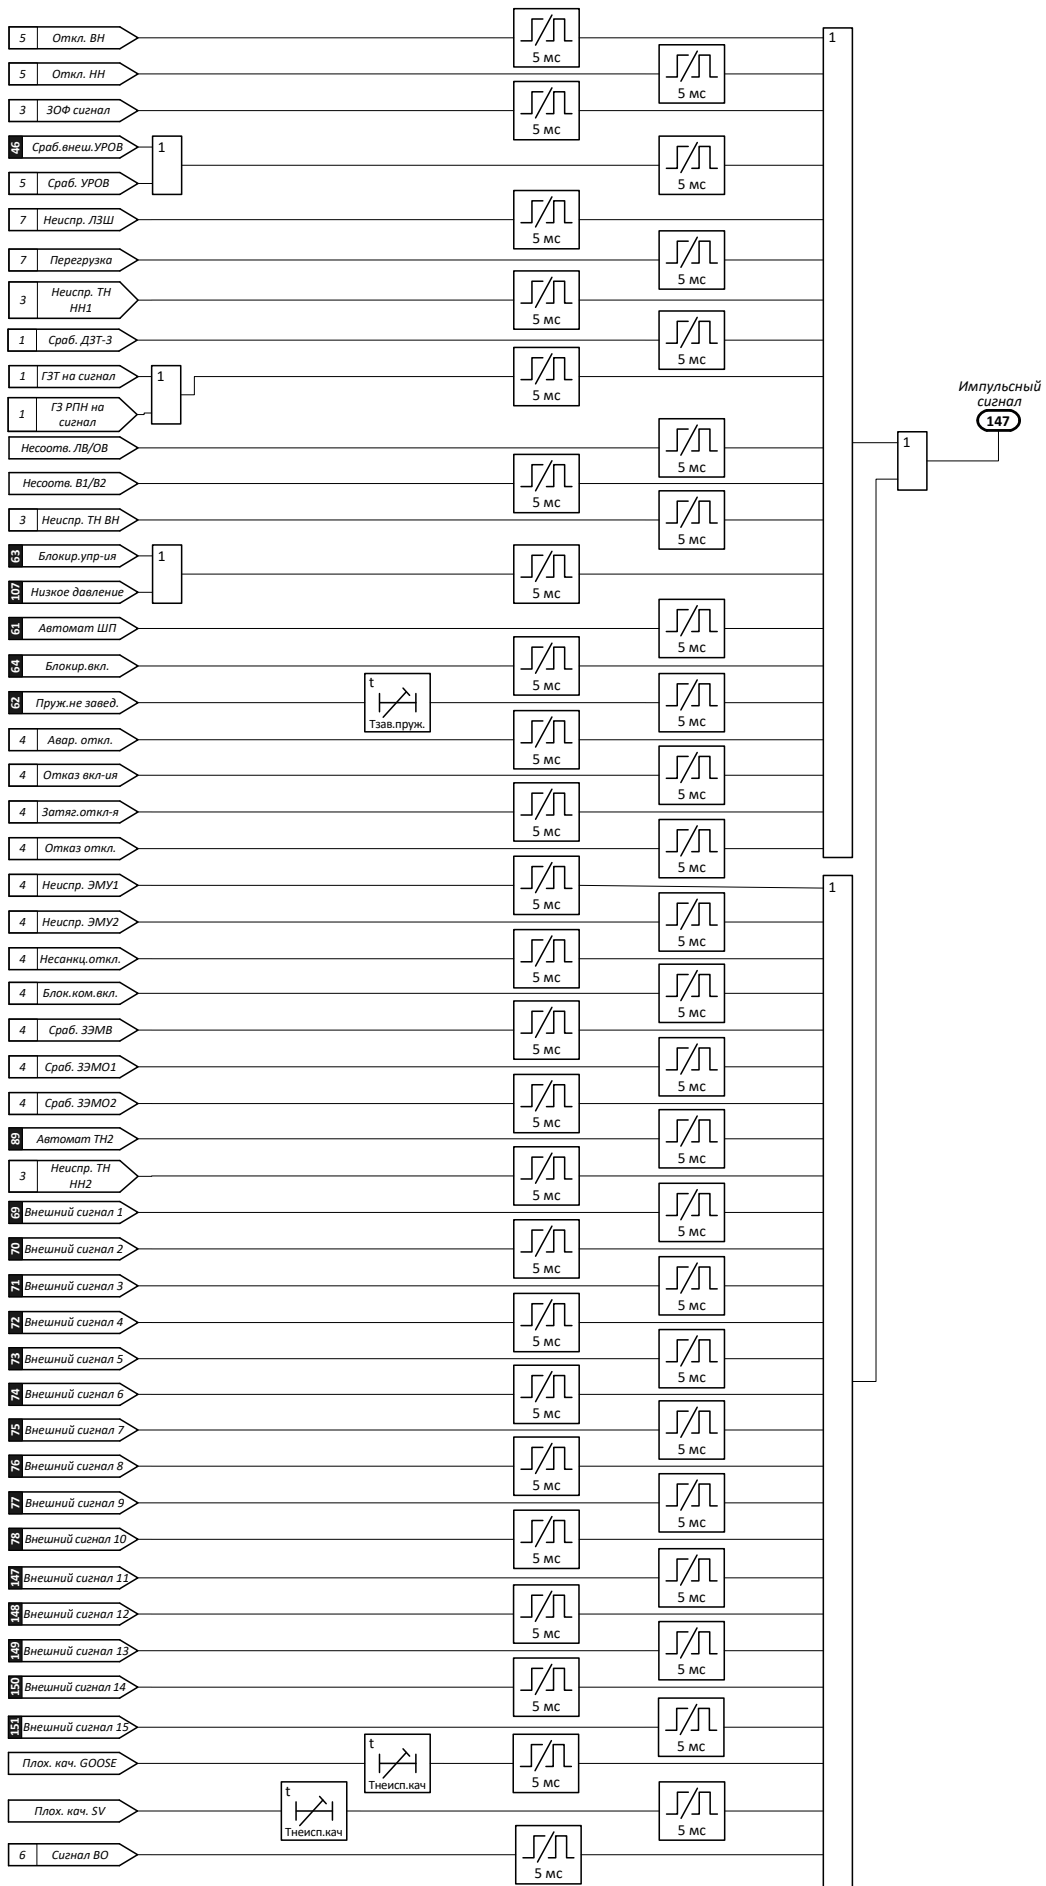 5 Откл. ВН
5 мс
1
5 Откл. НН
5 мс
3 ЗОФ сигнал
5 мс
46 Сраб.внеш.УРОВ
1
5 мс
5 Сраб. УРОВ
7 Неиспр. ЛЗШ
5 мс
7 Перегрузка
5 мс
3 Неиспр. ТН
НН1
5 мс
1 Сраб. ДЗТ-3
5 мс
1 ГЗТ на сигнал
1
5 мс
1 ГЗ РПН на
сигнал
Импульсный
сигнал
147
1
Несоотв. ЛВ/ОВ
5 мс
Несоотв. В1/В2
5 мс
3 Неиспр. ТН ВН
5 мс
63 Блокир.упр-ия
1
5 мс
107 Низкое давление
61 Автомат ШП
5 мс
64 Блокир.вкл.
5 мс
62 Пруж.не завед.
t
Тзав.пруж.
5 мс
4 Авар. откл.
5 мс
4 Отказ вкл-ия
5 мс
4 Затяг.откл-я
5 мс
4 Отказ откл.
5 мс
4 Неиспр. ЭМУ1
5 мс
1
4 Неиспр. ЭМУ2
5 мс
4 Несанкц.откл.
5 мс
4 Блок.ком.вкл.
5 мс
4 Сраб. ЗЭМВ
5 мс
4 Сраб. ЗЭМО1
5 мс
4 Сраб. ЗЭМО2
5 мс
89 Автомат ТН2
5 мс
3 Неиспр. ТН
НН2
5 мс
69 Внешний сигнал 1
5 мс
70 Внешний сигнал 2
5 мс
71 Внешний сигнал 3
5 мс
72 Внешний сигнал 4
5 мс
73 Внешний сигнал 5
5 мс
74 Внешний сигнал 6
5 мс
75 Внешний сигнал 7
5 мс
76 Внешний сигнал 8
5 мс
77 Внешний сигнал 9
5 мс
78 Внешний сигнал 10
5 мс
147 Внешний сигнал 11
5 мс
148 Внешний сигнал 12
5 мс
149 Внешний сигнал 13
5 мс
150 Внешний сигнал 14
5 мс
151 Внешний сигнал 15
5 мс
Плох. кач. GOOSE
t
Тнеисп.кач
5 мс
Плох. кач. SV
t
Тнеисп.кач
5 мс
6 Сигнал ВО
5 мс